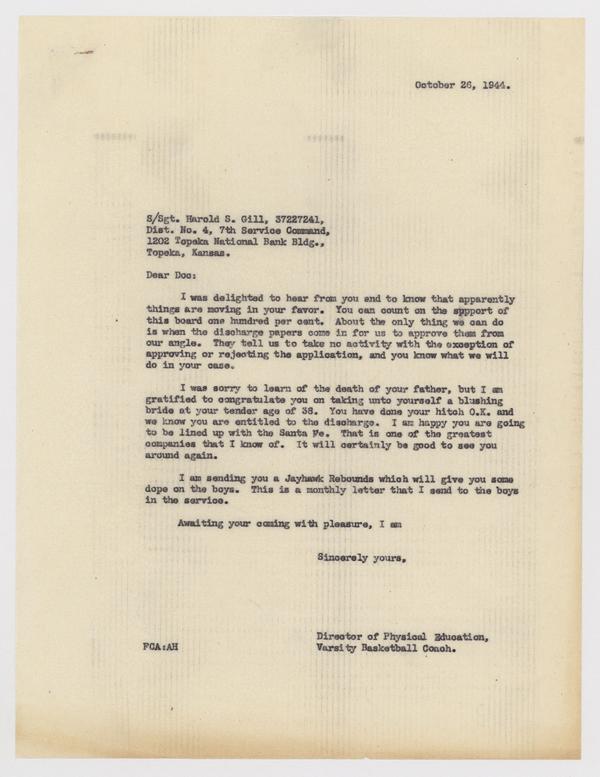 October 26, 1944.
S/Sgt. Harold S. Gill, 37227241,
Dist. No. 4, 7th Service Command,
1202 Topeka National Bank Bldg.,
Topeka, Kansas.
Dear Doc:
I was delighted to hear from you and to know that apparently
things are moving in your favor. You can count on the support of
this board one hundred per cent. About the only thing we can do
is when the discharge papers come in for us to approve them from
our angle. They tell us to take no activity with the exception of
approving or rejecting the application, and you know what we will
do in your case.
I was sorry to learn of the death of your father, but I am
gratified to congratulate you on taking unto yourself a blushing
bride at your tender age of 38. You have done your hitch O.K. and
we know you are entitled to the discharge. I am happy you are going
to be lined up with the Santa Fe. That is one of the greatest
companies that I know of. It will certainly be good to see you
around again.
I am sending you a Jayhawk Rebounds which will give you some
dope on the boys. This is a monthly letter that I send to the boys
in the service.
Awaiting your coming with pleasure, I am
Sincerely yours,
Director of Physical Education,
FCA:AH Varsity Basketball Coach.